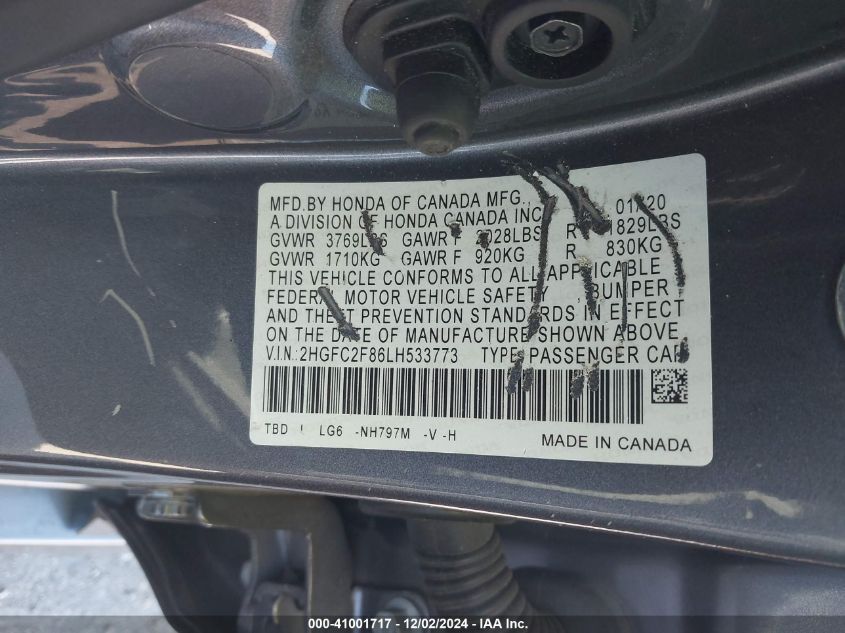 MFD.BY HONDA OF CANADA MFG.,
A DIVISION OF HONDA CANADA INC
GVWR 3769LBS GAWR F 2028LBS R 1829LBS
GVWR 1710KG GAWR F 920KG R 830KG
THIS VEHICLE CONFORMS TO ALL APPLICABLE
FEDERAL MOTOR VEHICLE SAFETY , BUMPER
AND THEFT PREVENTION STANDARDS IN EFFECT
ON THE DATE OF MANUFACTURE SHOWN ABOVE.
V.I.N.: 2HGFC2F86LH533773 TYPE: PASSENGER CAR
TBD LG6 -NH797M -V -H MADE IN CANADA
000-41001717 - 12/02/2024 - IAA Inc.